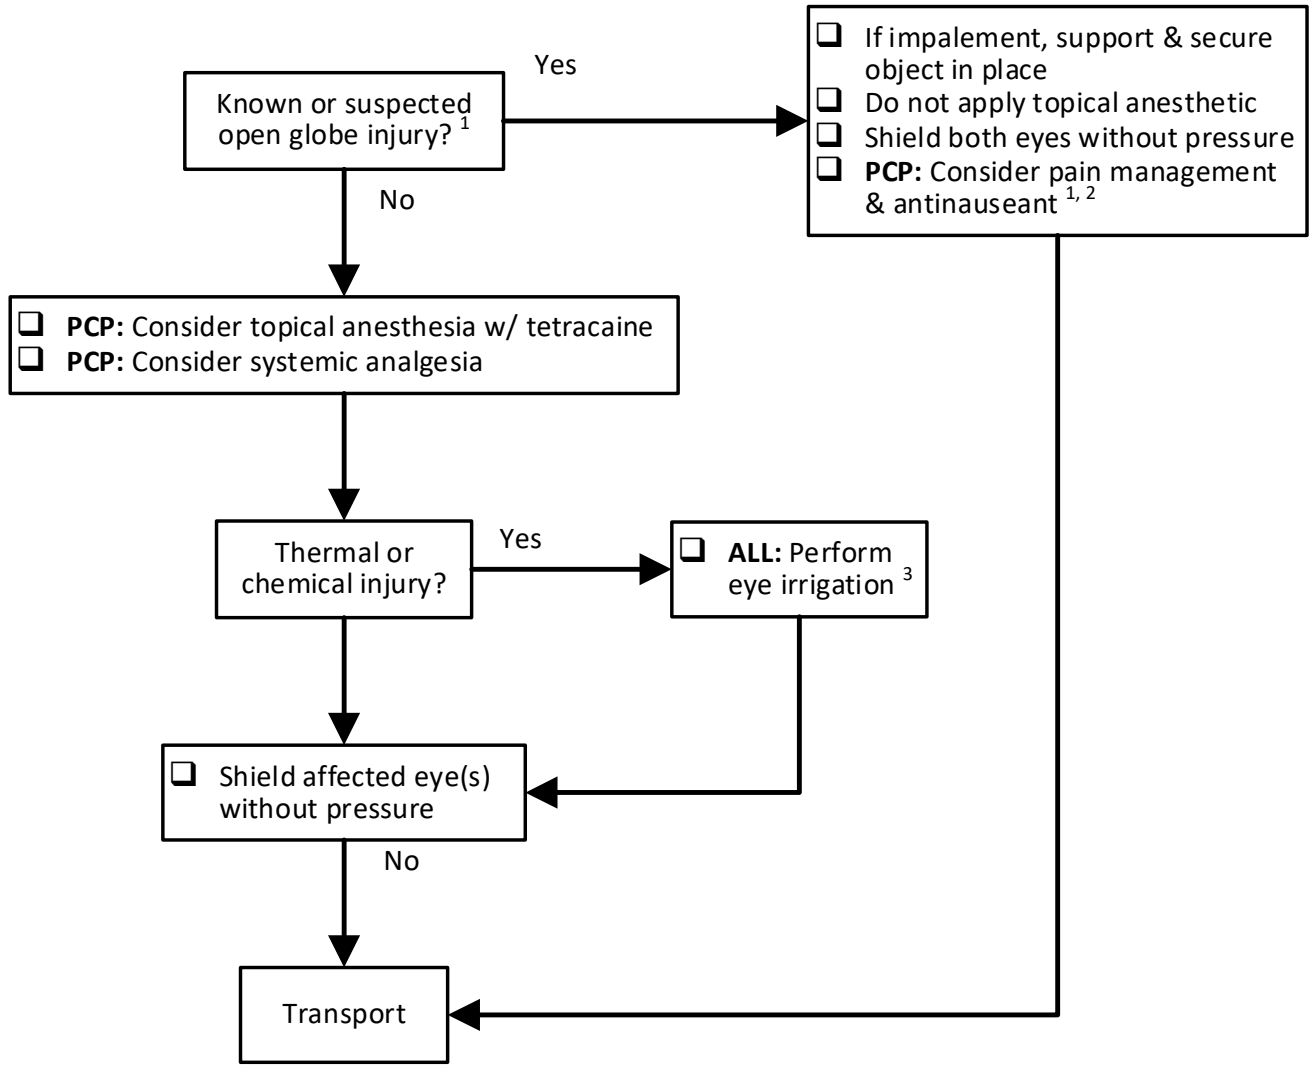 Known or suspected
open globe injury? 1
Yes
If impalement, support & secure
object in place
Do not apply topical anesthetic
Shield both eyes without pressure
PCP: Consider pain management
& antinauseant 1, 2
No
PCP: Consider topical anesthesia w/ tetracaine
PCP: Consider systemic analgesia
Thermal or
chemical injury?
Yes
ALL: Perform
eye irrigation 3
Shield affected eye(s)
without pressure
No
Transport